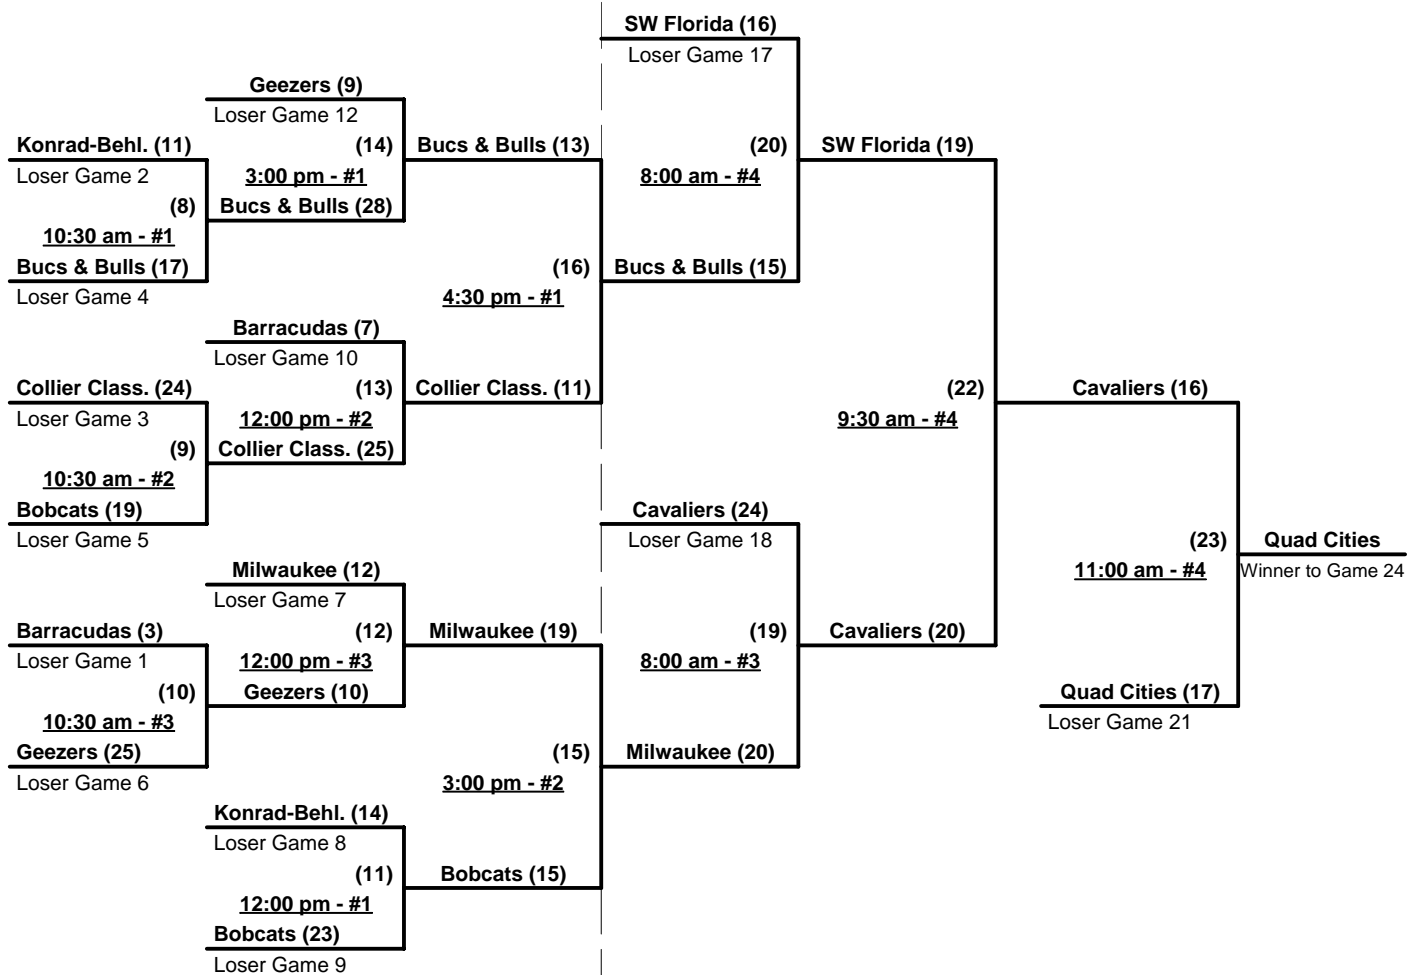 SW Florida (16)
Loser Game 17
Geezers (9)
Loser Game 12
Konrad-Behl. (11)
(14)
Bucs & Bulls (13)
(20)
SW Florida (19)
Loser Game 2
3:00 pm - #1
8:00 am - #4
(8)
Bucs & Bulls (28)
10:30 am - #1
Bucs & Bulls (17)
(16)
Bucs & Bulls (15)
Loser Game 4
4:30 pm - #1
Barracudas (7)
Loser Game 10
Collier Class. (24)
(13)
Collier Class. (11)
(22)
Cavaliers (16)
Loser Game 3
12:00 pm - #2
9:30 am - #4
(9)
Collier Class. (25)
10:30 am - #2
Bobcats (19)
Cavaliers (24)
Loser Game 5
Loser Game 18
(23)
Quad Cities
Milwaukee (12)
11:00 am - #4
Winner to Game 24
Loser Game 7
Barracudas (3)
(12)
Milwaukee (19)
(19)
Cavaliers (20)
Loser Game 1
12:00 pm - #3
8:00 am - #3
(10)
Geezers (10)
Quad Cities (17)
10:30 am - #3
Loser Game 21
Geezers (25)
(15)
Milwaukee (20)
Loser Game 6
3:00 pm - #2
Konrad-Behl. (14)
Loser Game 8
(11)
Bobcats (15)
12:00 pm - #1
Bobcats (23)
Loser Game 9